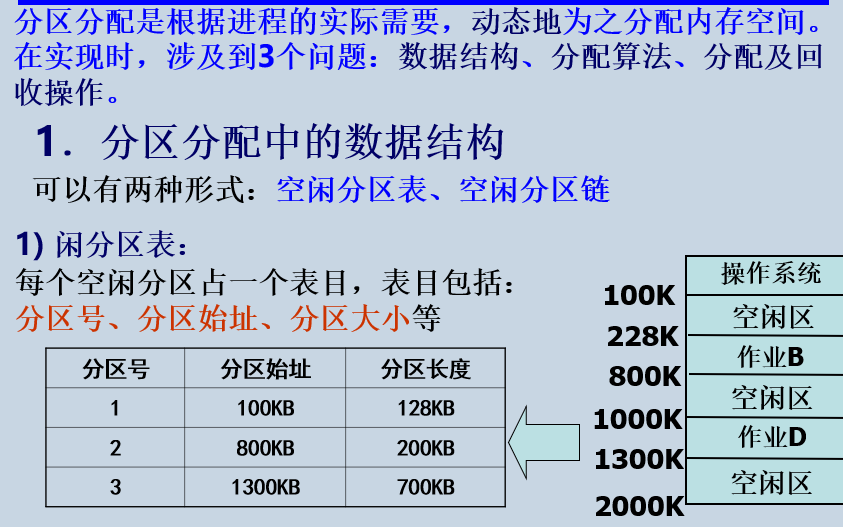 分区分配是根据进程的实际需要，动态地为之分配内存空间。
在实现时，涉及到3个问题：数据结构、分配算法、分配及回
收操作。
1．分区分配中的数据结构
可以有两种形式：空闲分区表、空闲分区链
1) 闲分区表：
每个空闲分区占一个表目，表目包括：
分区号、分区始址、分区大小等
分区号 分区始址 分区长度
1 100KB 128KB
2 800KB 200KB
3 1300KB 700KB
操作系统
100K
空闲区
228K
作业B
800K
空闲区
1000K
作业D
1300K
空闲区
2000K